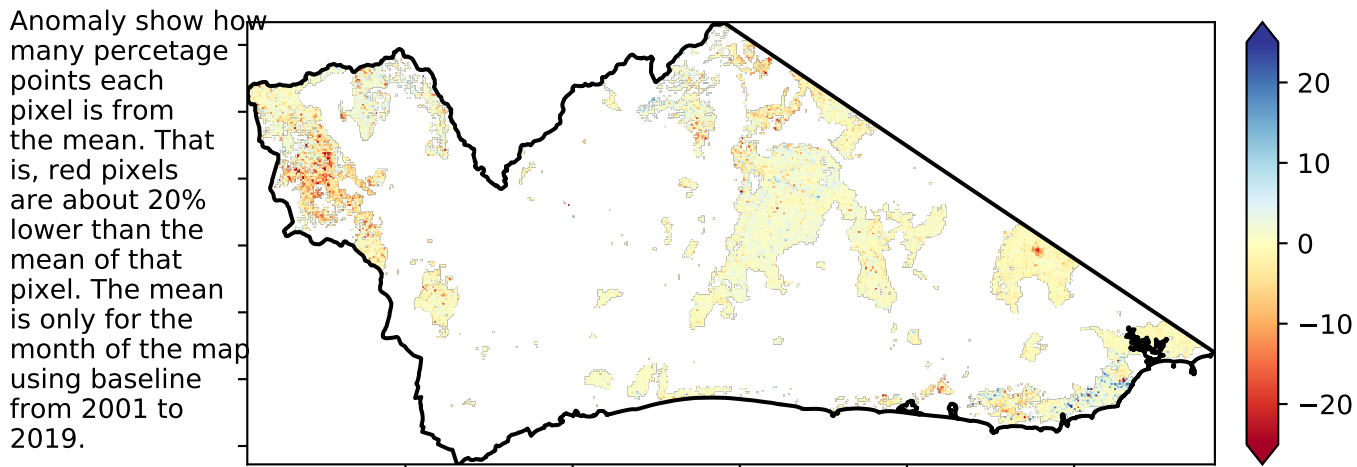 Anomaly show how
many percetage
points each
pixel is from
the mean. That
is, red pixels
are about 20%
lower than the
mean of that
pixel. The mean
is only for the
month of the map
using baseline
from 2001 to
2019.
20
10
0
−10
−20